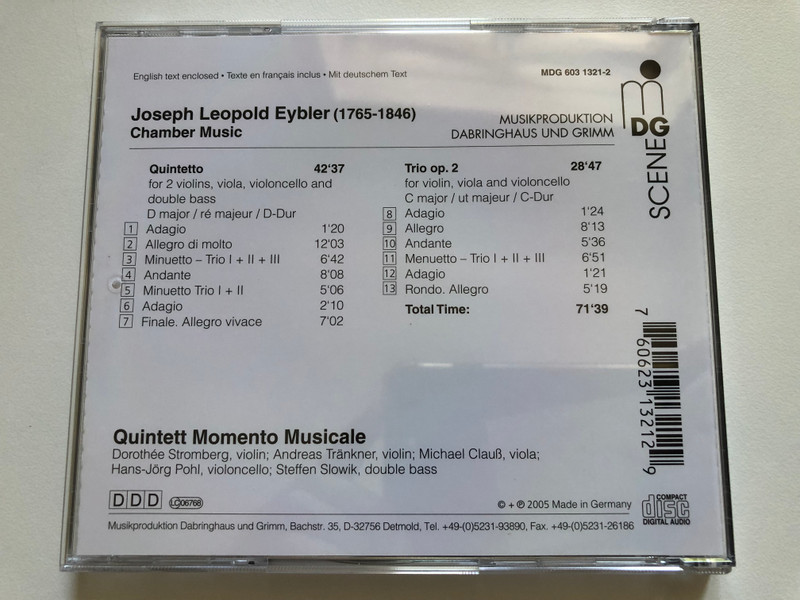 English text enclosed • Texte en français inclus • Mit deutschem Text
MDG 603 1321-2
Joseph Leopold Eybler (1765-1846)
Chamber Music
MUSIKPRODUKTION
DABRINGHAUS UND GRIMM
mDG
SCENE
Quintetto 42'37
for 2 violins, viola, violoncello and
double bass
D major / ré majeur / D-Dur
1 Adagio 1'20
2 Allegro di molto 12'03
3 Minuetto – Trio I + II + III 6'42
4 Andante 8'08
5 Minuetto Trio I + II 5'06
6 Adagio 2'10
7 Finale. Allegro vivace 7'02
Trio op. 2 28'47
for violin, viola and violoncello
C major / ut majeur / C-Dur
8 Adagio 1'24
9 Allegro 8'13
10 Andante 5'36
11 Menuetto – Trio I + II + III 6'51
12 Adagio 1'21
13 Rondo. Allegro 5'19
Total Time: 71'39
7 60623 13212 9
Quintett Momento Musicale
Dorothée Stromberg, violin; Andreas Tränkner, violin; Michael Clauß, viola;
Hans-Jörg Pohl, violoncello; Steffen Slowik, double bass
DDD LC06768
© + ℗ 2005 Made in Germany
COMPACT
disc
DIGITAL AUDIO
Musikproduktion Dabringhaus und Grimm, Bachstr. 35, D-32756 Detmold, Tel. +49-(0)5231-93890, Fax. +49-(0)5231-26186